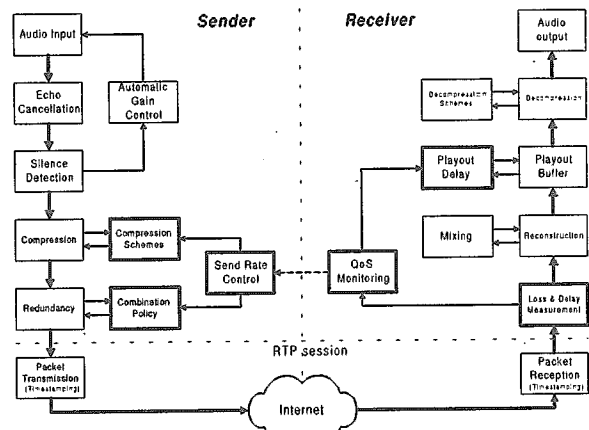 Sender
Receiver
Audio Input
Echo
Cancellation
Automatic
Gain
Control
Silence
Detection
Compression
Compression
Schemes
Send Rate
Control
Redundancy
Combination
Policy
Packet
Transmission
(Timestamping)
Audio
output
Decompression
Schemes
Decompression
Playout
Delay
Playout
Buffer
Mixing
Reconstruction
QoS
Monitoring
Loss & Delay
Measurement
RTP session
Packet
Reception
(Timestamping)
Internet